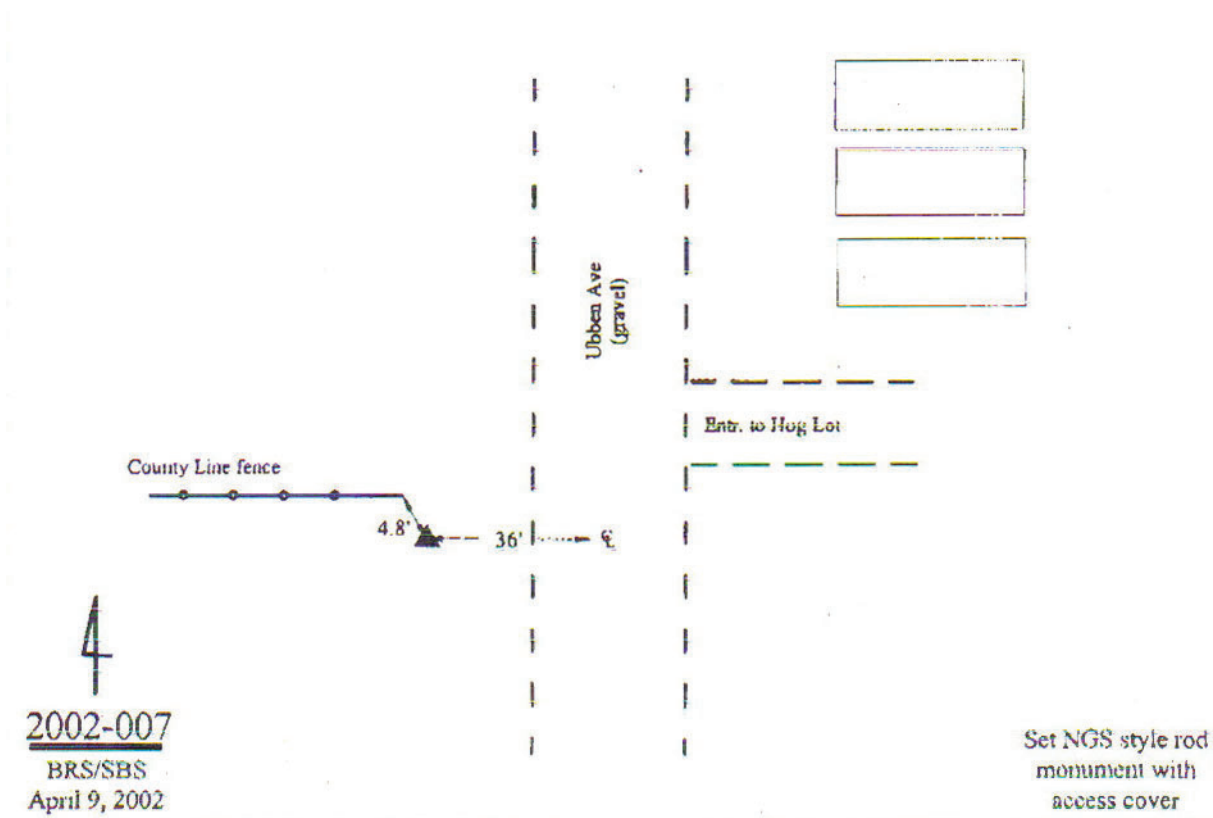 Ubben Ave
(gravel)
Entr. to Hog Lot
County Line fence
4.8'
36'
℄
2002-007
BRS/SBS
April 9, 2002
Set NGS style rod
monument with
access cover